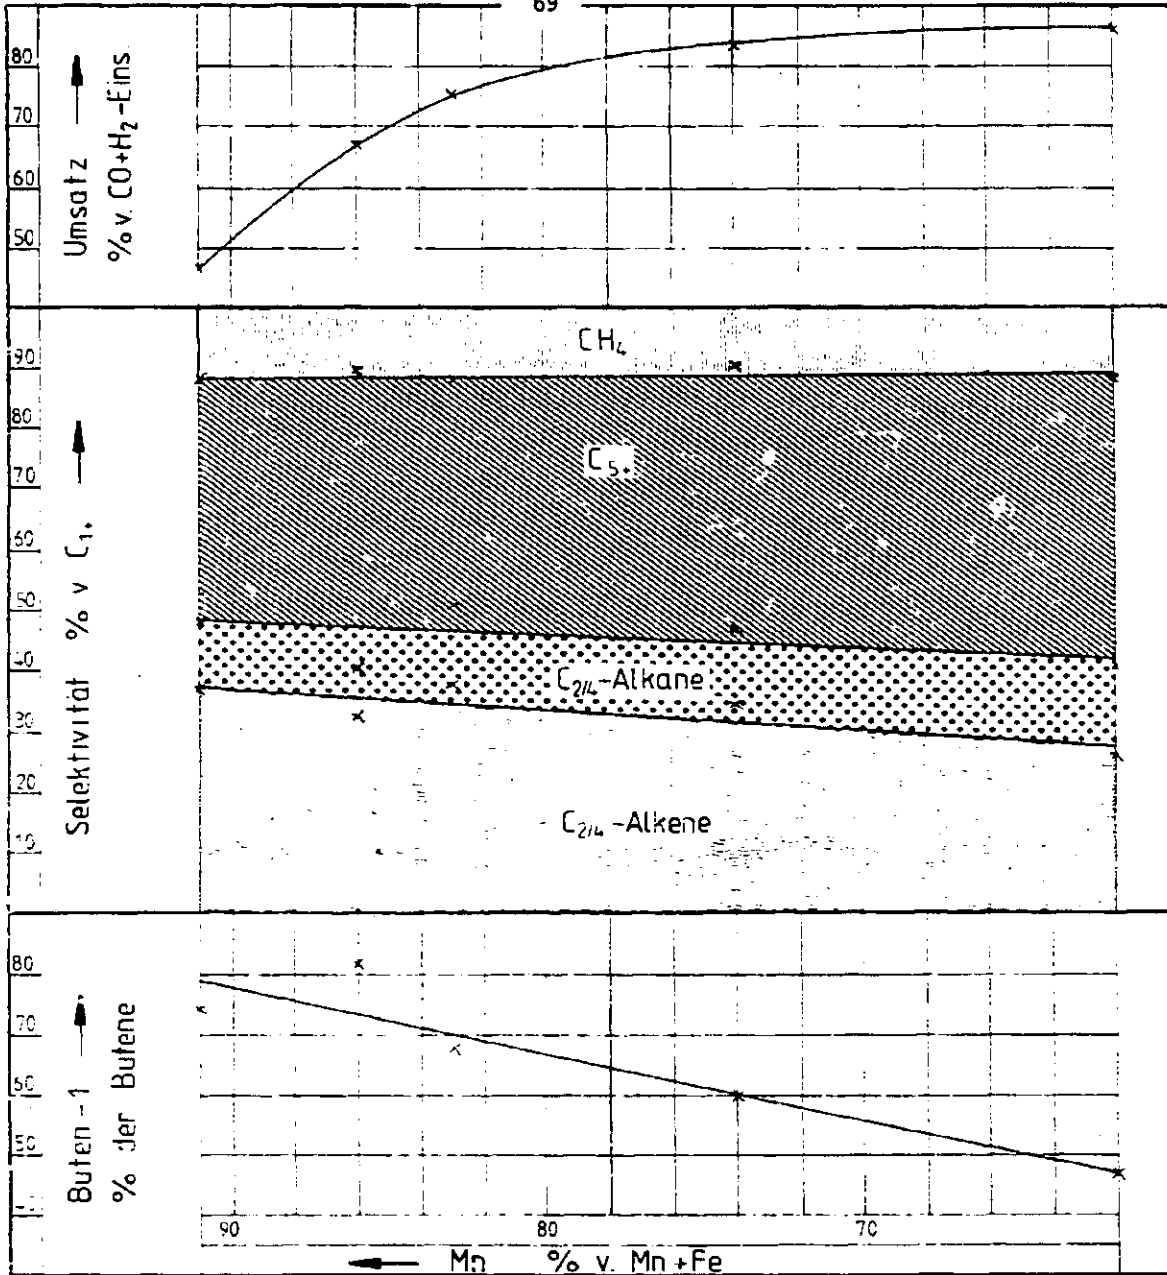 69
80
70
60
50
Umsatz
% v. CO+H₂-Eins
90
80
70
60
50
40
30
20
10
Selektivität % v C₁₊
CH₄
C₅₊
C₂/₄-Alkane
C₂/₄-Alkene
80
70
60
50
Buten-1
% der Butene
90 80 70
Mn % v. Mn+Fe